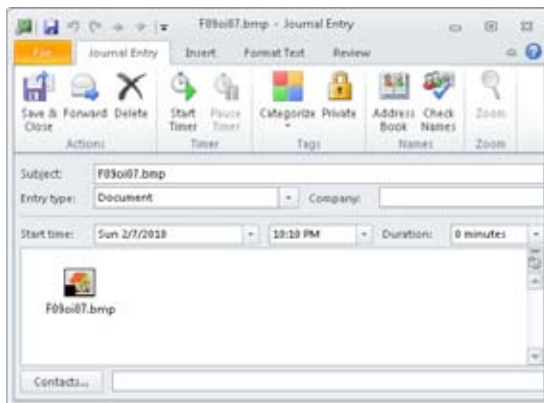 F09oi07.bmp - Journal Entry
File Journal Entry Insert Format Text Review
Save & Close Forward Delete Start Timer Pause Timer Categorize Private Address Book Check Names Zoom
Actions Timer Tags Names Zoom
Subject: F09oi07.bmp
Entry type: Document Company:
Start time: Sun 2/7/2010 10:10 PM Duration: 0 minutes
F09oi07.bmp
Contacts...